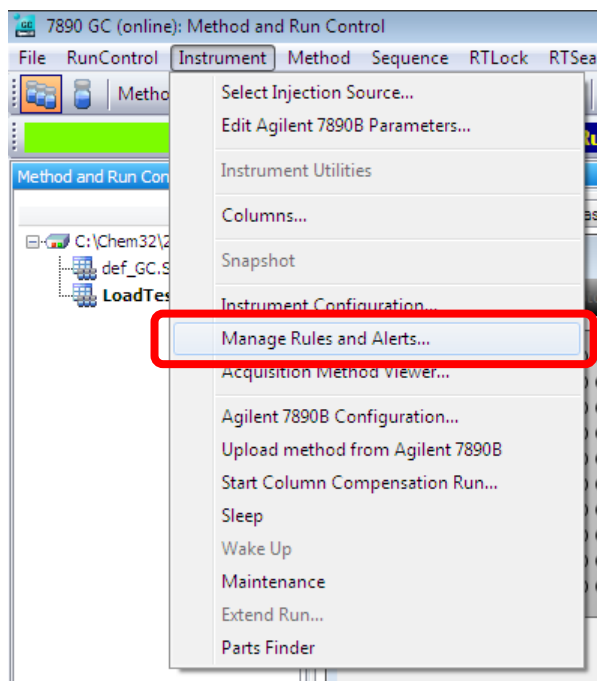 7890 GC (online): Method and Run Control
File RunControl Instrument Method Sequence RTLock RTSea
Metho
Select Injection Source...
Edit Agilent 7890B Parameters...
Method and Run Con
Instrument Utilities
Columns...
C:\Chem32\2
Snapshot
def_GC.S
LoadTes
Instrument Configuration...
Manage Rules and Alerts...
Acquisition Method Viewer...
Agilent 7890B Configuration...
Upload method from Agilent 7890B
Start Column Compensation Run...
Sleep
Wake Up
Maintenance
Extend Run...
Parts Finder